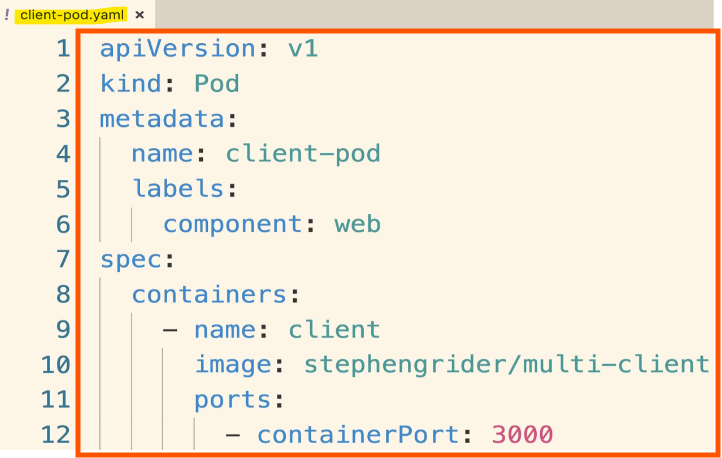 ! client-pod.yaml ×
1 apiVersion: v1
2 kind: Pod
3 metadata:
4   name: client-pod
5   labels:
6     component: web
7 spec:
8   containers:
9     - name: client
10      image: stephengrider/multi-client
11      ports:
12        - containerPort: 3000